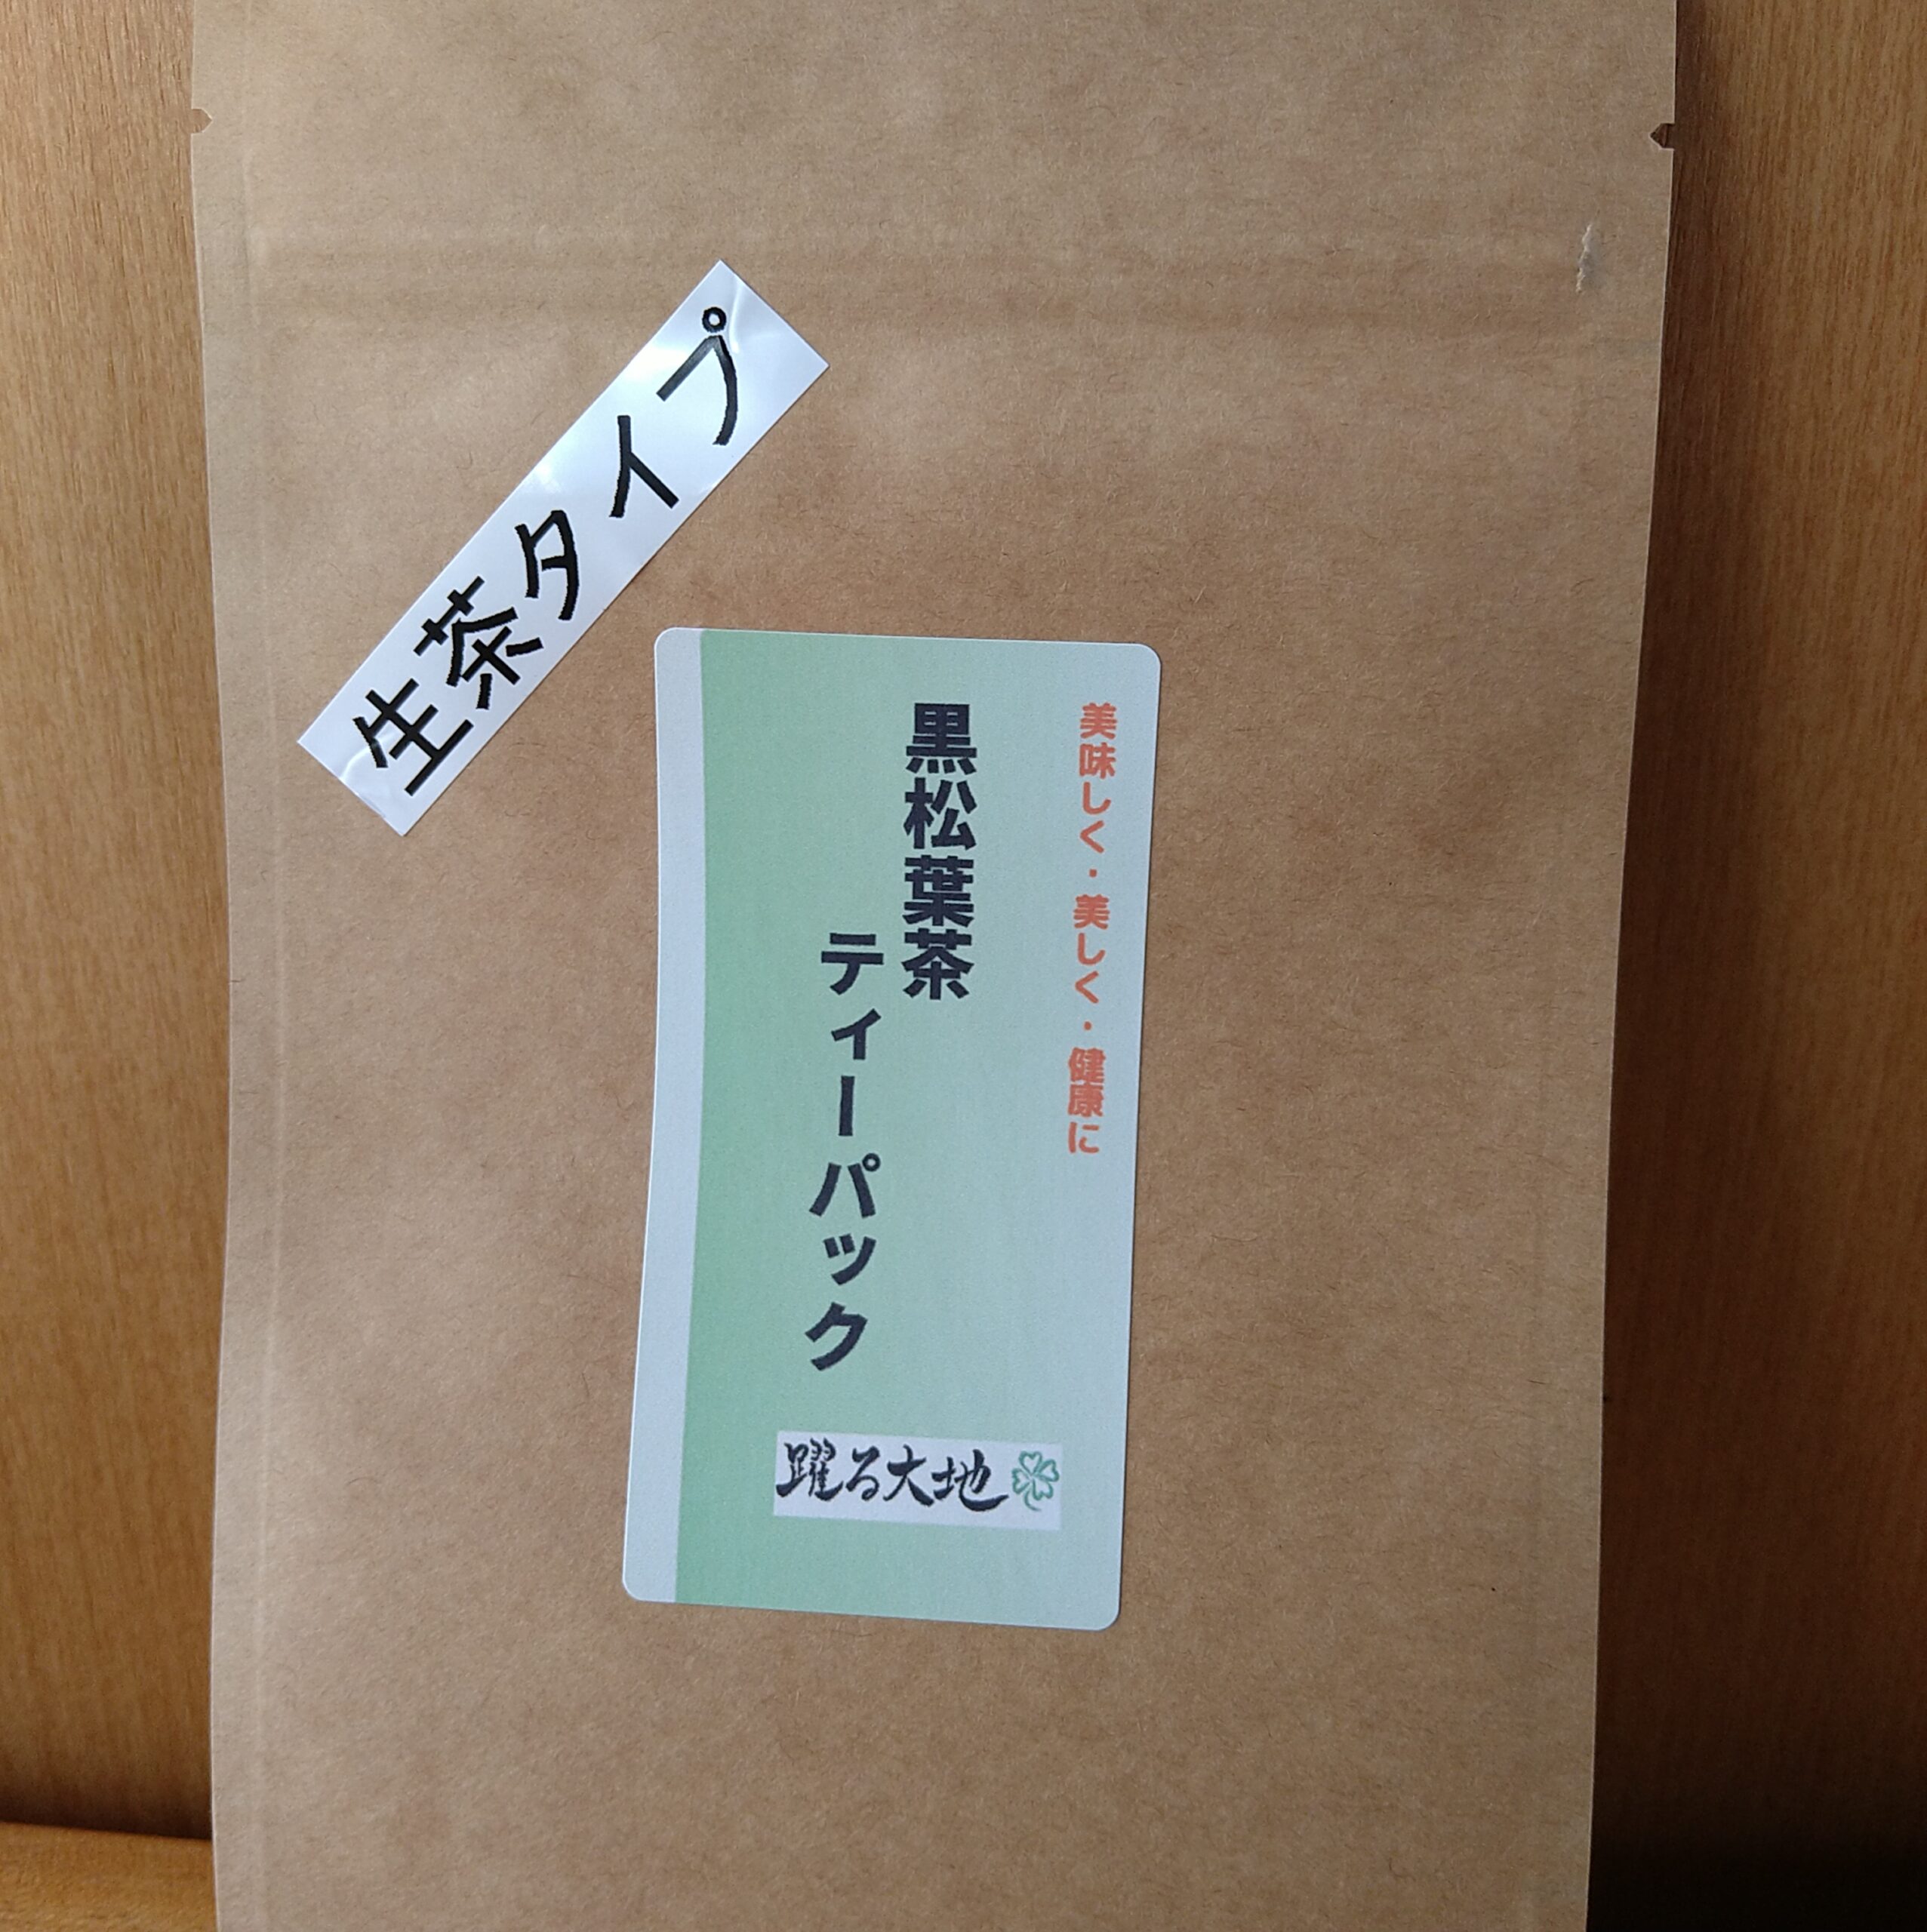 生茶タイプ
美味しく・美しく・健康に
黒松葉茶
ティーパック
躍る大地